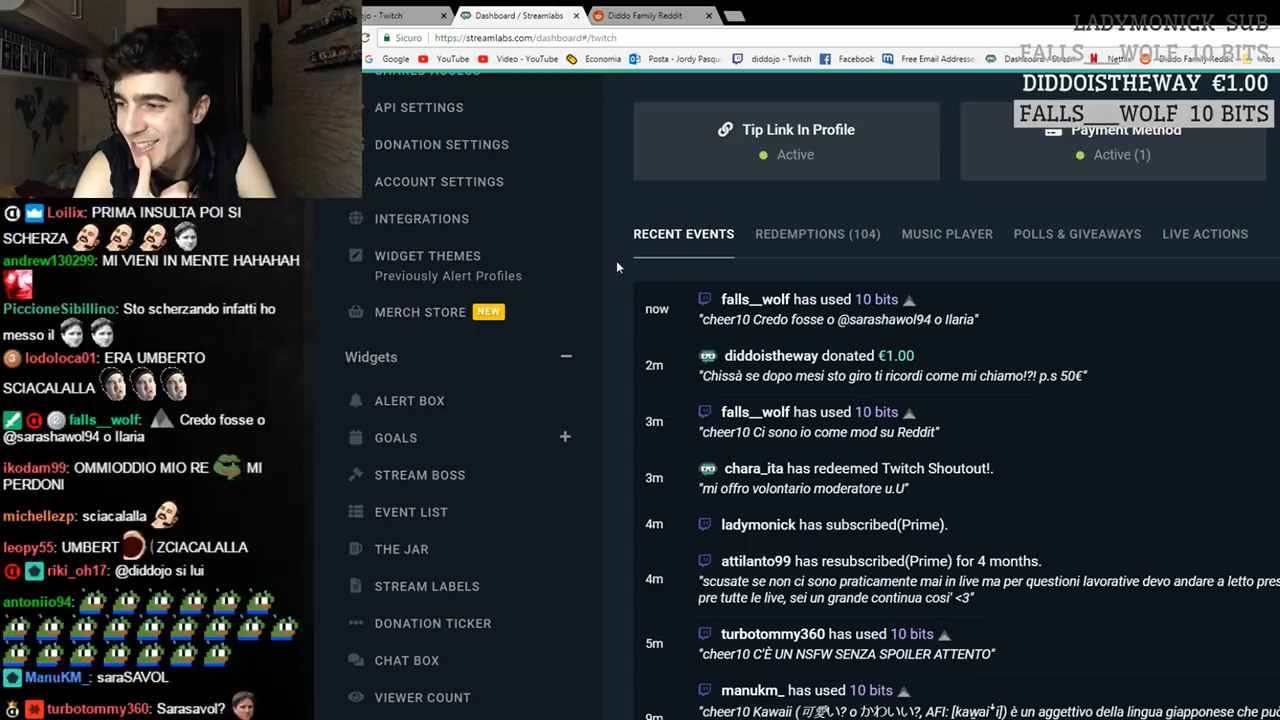 djo - Twitch
Dashboard / Streamlabs
Diddo Family Reddit
Sicuro
https://streamlabs.com/dashboard#/twitch
Google
YouTube
Video - YouTube
Economia
Posta - Jordy Pasqu
diddojo - Twitch
Facebook
Free Email Addresse
Dashboard / Stream
Netfl
Diddo Family Reddit
LADYMONICK SUB
FALLS__WOLF 10 BITS
DIDDOISTHEWAY €1.00
FALLS__WOLF 10 BITS
Loilix: PRIMA INSULTA POI SI
SCHERZA
andrew130299: MI VIENI IN MENTE HAHAHAH
PiccioneSibillino: Sto scherzando infatti ho
messo il
lodoloca01: ERA UMBERTO
SCIACALALLA
falls__wolf: Credo fosse o
@sarashawol94 o Ilaria
ikodam99: OMMIODDIO MIO RE MI
PERDONI
michellezp: sciacalalla
leopy55: UMBERT ZCIACALALLA
riki_oh17: @diddojo si lui
antoniio94:
ManuKM_: saraSAVOL
turbotommy360: Sarasavol?
SHARED ACCESS
API SETTINGS
DONATION SETTINGS
ACCOUNT SETTINGS
INTEGRATIONS
WIDGET THEMES
Previously Alert Profiles
MERCH STORE NEW
Widgets
ALERT BOX
GOALS
STREAM BOSS
EVENT LIST
THE JAR
STREAM LABELS
DONATION TICKER
CHAT BOX
VIEWER COUNT
Tip Link In Profile
Active
Payment Method
Active (1)
RECENT EVENTS REDEMPTIONS (104) MUSIC PLAYER POLLS & GIVEAWAYS LIVE ACTIONS
now falls__wolf has used 10 bits
"cheer10 Credo fosse o @sarashawol94 o Ilaria"
2m diddoistheway donated €1.00
"Chissà se dopo mesi sto giro ti ricordi come mi chiamo!?! p.s 50€"
3m falls__wolf has used 10 bits
"cheer10 Ci sono io come mod su Reddit"
3m chara_ita has redeemed Twitch Shoutout!.
"mi offro volontario moderatore u.U"
4m ladymonick has subscribed(Prime).
4m attilanto99 has resubscribed(Prime) for 4 months.
"scusate se non ci sono praticamente mai in live ma per questioni lavorative devo andare a letto pres
pre tutte le live, sei un grande continua cosi' <3"
5m turbotommy360 has used 10 bits
"cheer10 C'È UN NSFW SENZA SPOILER ATTENTO"
9m manukm_ has used 10 bits
"cheer10 Kawaii (可愛い? o かわいい?, AFI: [kawaꜜiː]) è un aggettivo della lingua giapponese che può